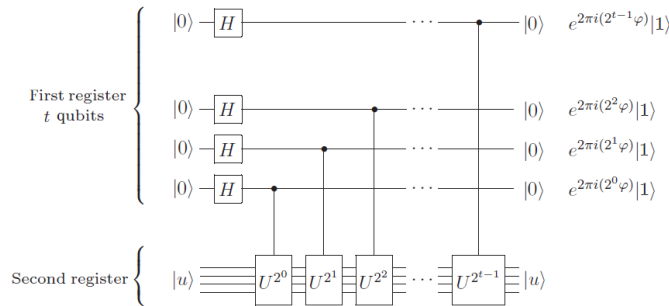 |0⟩ H ··· |0⟩ e^{2πi(2^{t−1}φ)}|1⟩
First register
t qubits
|0⟩ H ··· |0⟩ e^{2πi(2^2φ)}|1⟩
|0⟩ H ··· |0⟩ e^{2πi(2^1φ)}|1⟩
|0⟩ H ··· |0⟩ e^{2πi(2^0φ)}|1⟩
Second register |u⟩ U^{2^0} U^{2^1} U^{2^2} ··· U^{2^{t−1}} |u⟩